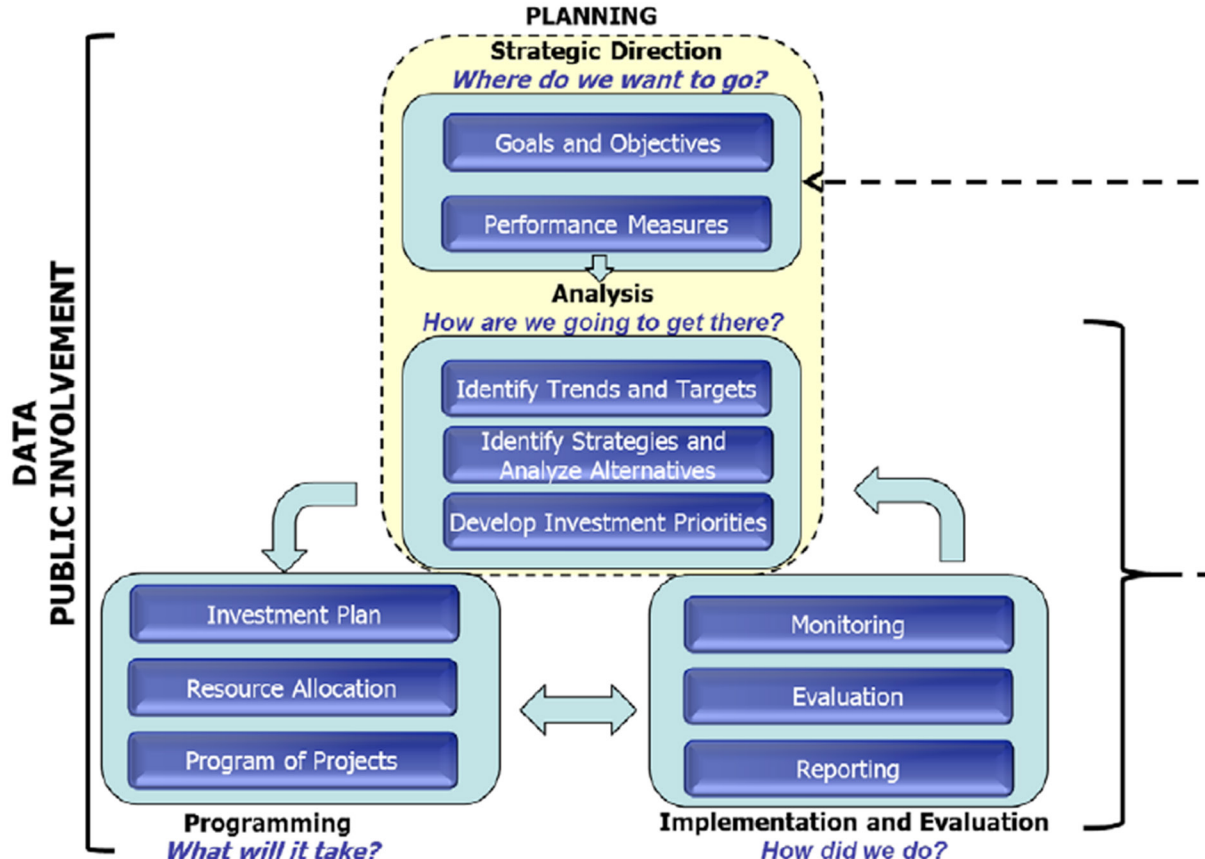 PLANNING
Strategic Direction
Where do we want to go?
Goals and Objectives
Performance Measures
Analysis
How are we going to get there?
Identify Trends and Targets
Identify Strategies and
Analyze Alternatives
Develop Investment Priorities
DATA
PUBLIC INVOLVEMENT
Investment Plan
Resource Allocation
Program of Projects
Programming
What will it take?
Monitoring
Evaluation
Reporting
Implementation and Evaluation
How did we do?